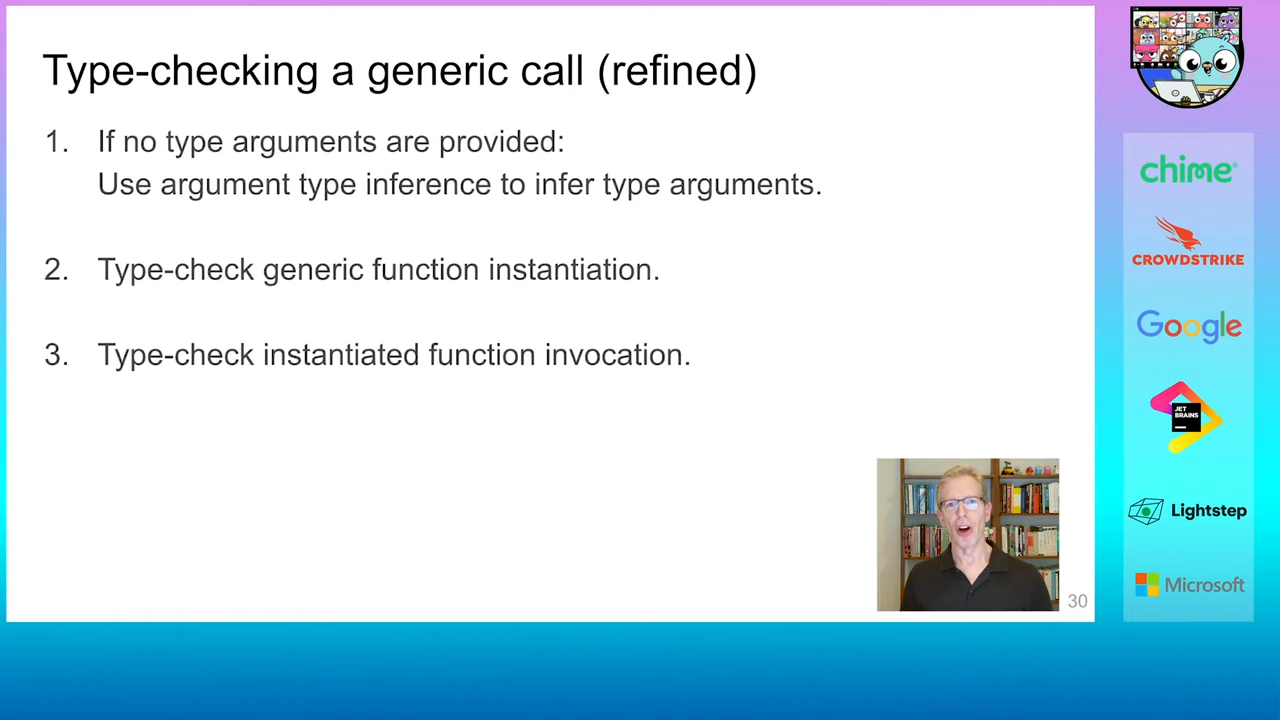 Type-checking a generic call (refined)
1. If no type arguments are provided:
Use argument type inference to infer type arguments.
2. Type-check generic function instantiation.
3. Type-check instantiated function invocation.
30
chime®
CROWDSTRIKE
Google
JET
BRAINS
Lightstep
Microsoft